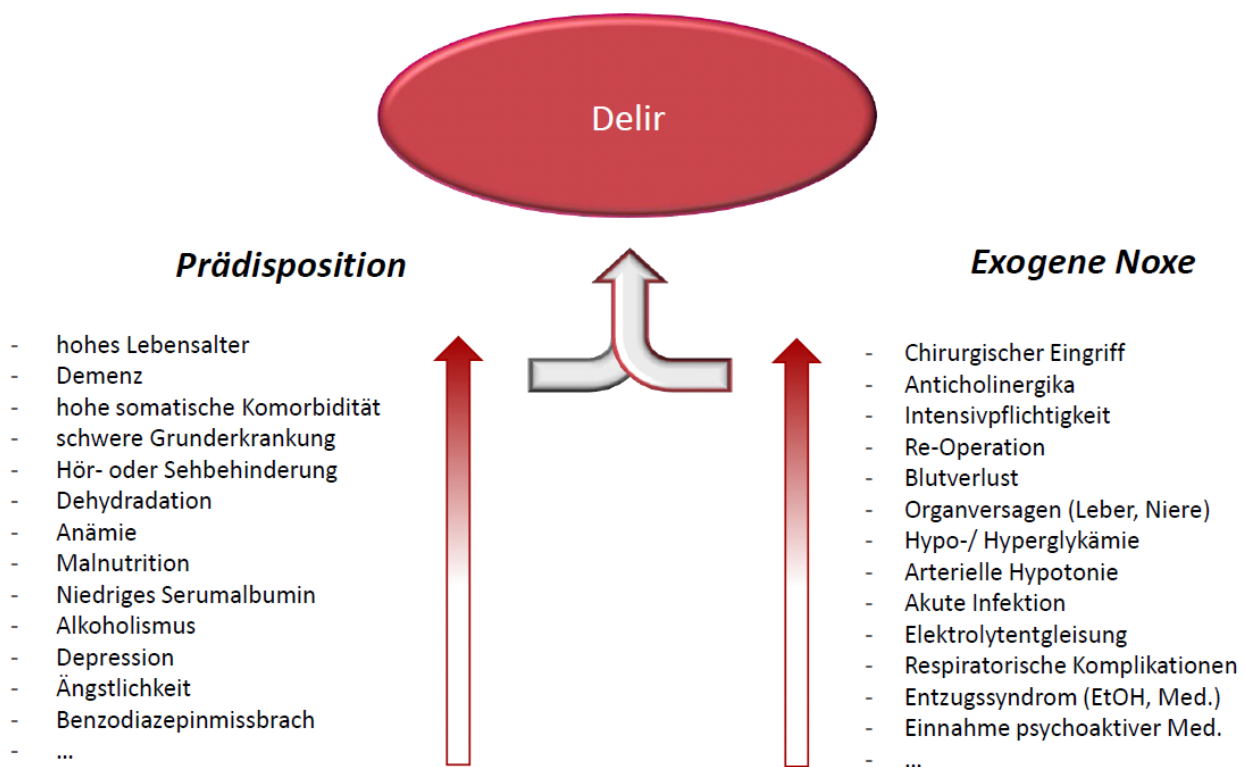 Delir
Prädisposition
- hohes Lebensalter
- Demenz
- hohe somatische Komorbidität
- schwere Grunderkrankung
- Hör- oder Sehbehinderung
- Dehydradation
- Anämie
- Malnutrition
- Niedriges Serumalbumin
- Alkoholismus
- Depression
- Ängstlichkeit
- Benzodiazepinmissbrach
- ...
Exogene Noxe
- Chirurgischer Eingriff
- Anticholinergika
- Intensivpflichtigkeit
- Re-Operation
- Blutverlust
- Organversagen (Leber, Niere)
- Hypo-/ Hyperglykämie
- Arterielle Hypotonie
- Akute Infektion
- Elektrolytentgleisung
- Respiratorische Komplikationen
- Entzugssyndrom (EtOH, Med.)
- Einnahme psychoaktiver Med.
- ...